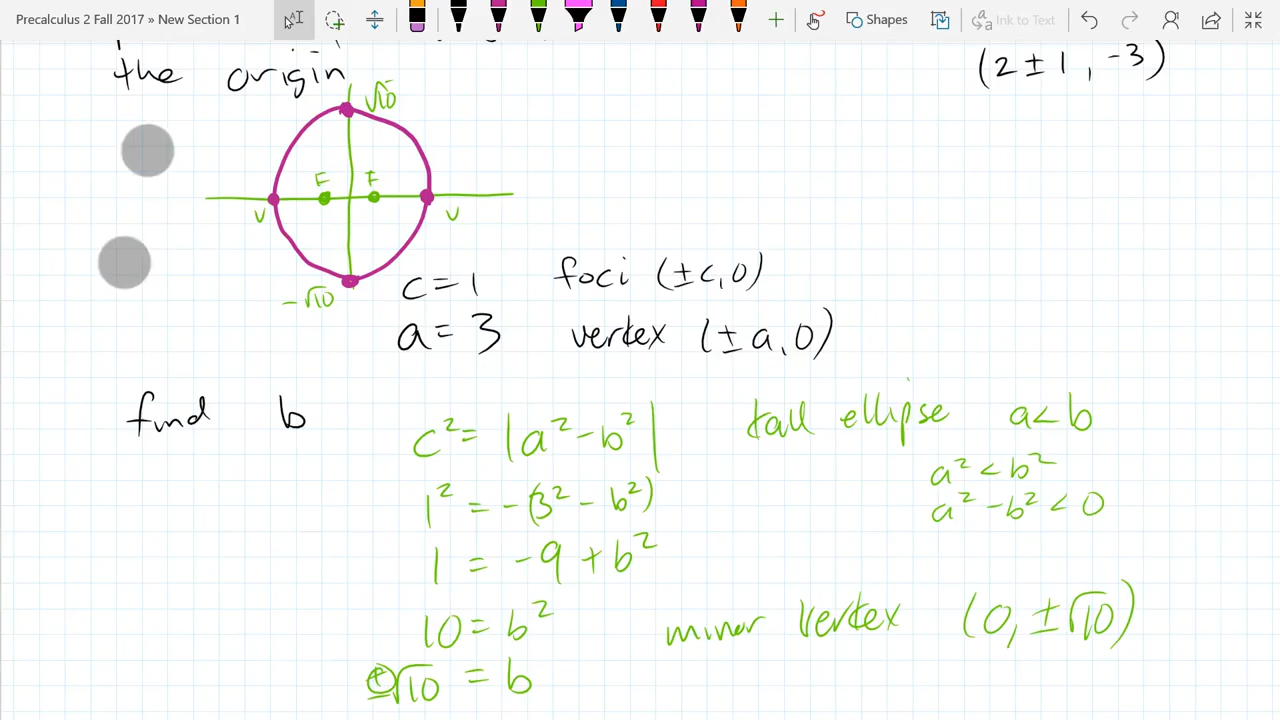 Precalculus 2 Fall 2017 » New Section 1
Shapes
Ink to Text
the origin
(2 ± 1, -3)
√10
F F
V V
-√10
c = 1 foci (±c, 0)
a = 3 vertex (±a, 0)
find b
c² = |a² - b²| tall ellipse a < b
a² < b²
1² = -(3² - b²) a² - b² < 0
1 = -9 + b²
10 = b² minor vertex (0, ±√10)
±√10 = b